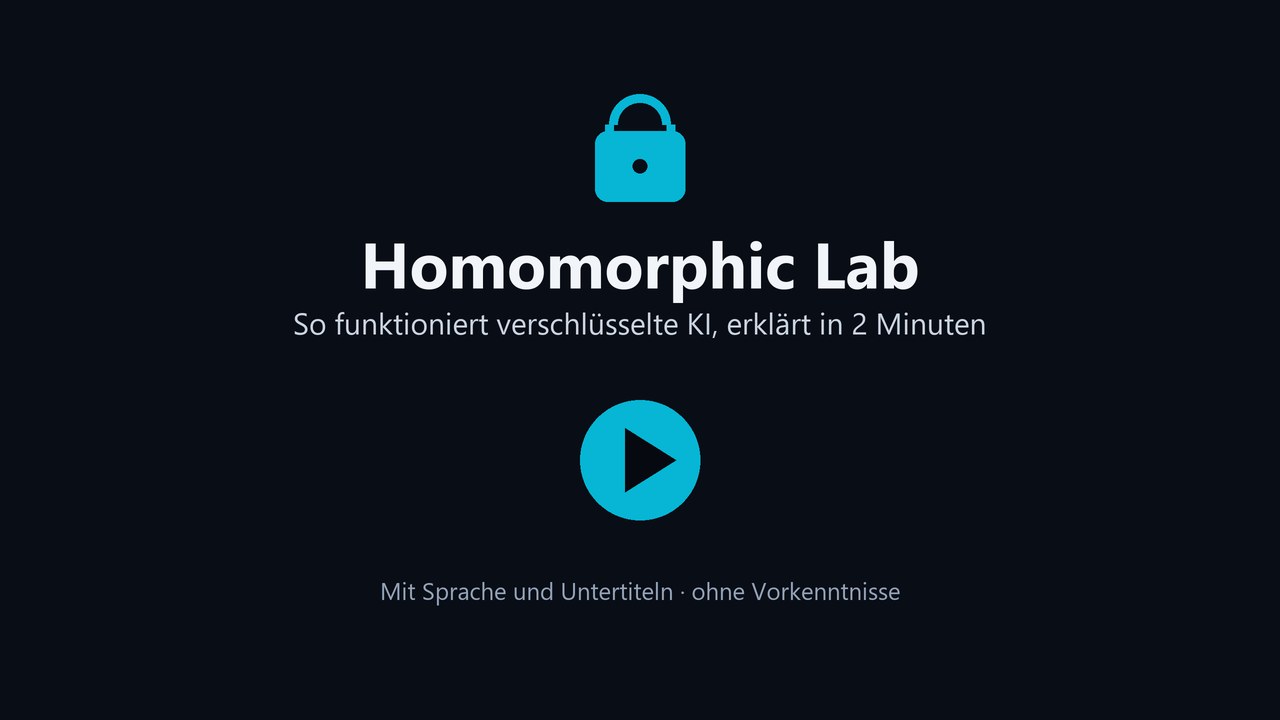 Homomorphic Lab
So funktioniert verschlüsselte KI, erklärt in 2 Minuten
Mit Sprache und Untertiteln · ohne Vorkenntnisse